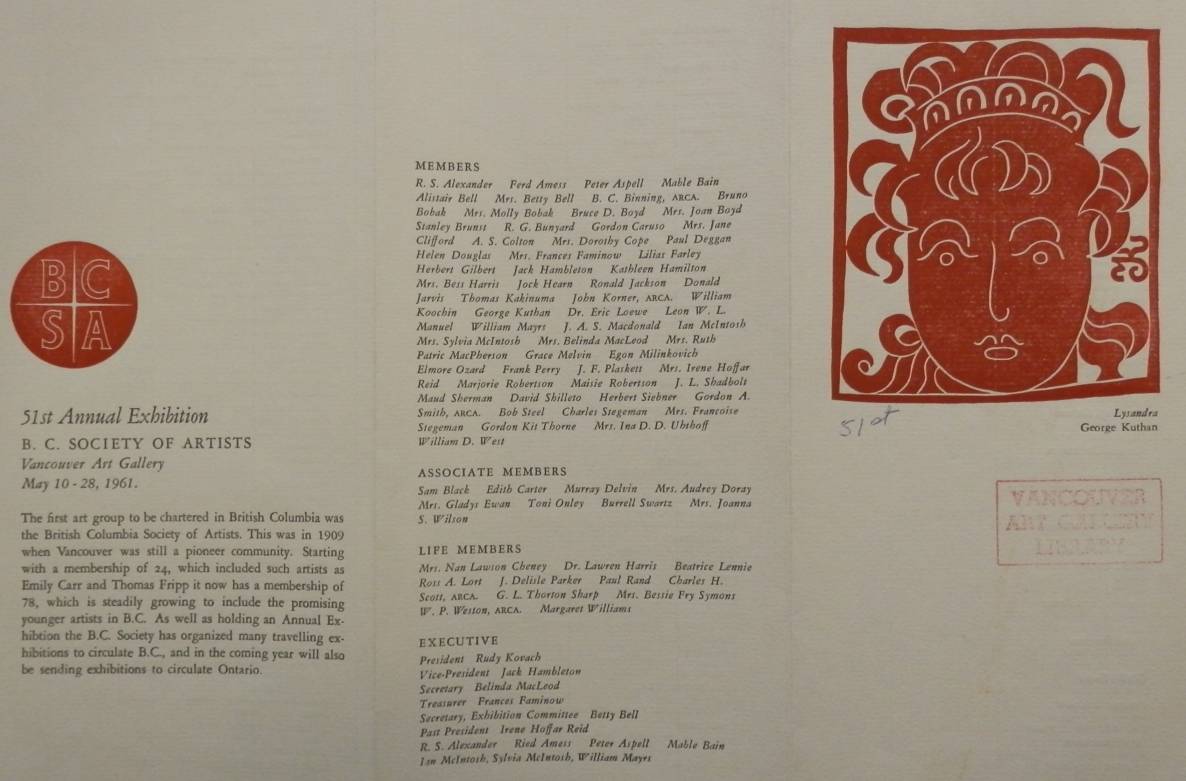 BC
SA
51st Annual Exhibition
B. C. SOCIETY OF ARTISTS
Vancouver Art Gallery
May 10 - 28, 1961.
The first art group to be chartered in British Columbia was
the British Columbia Society of Artists. This was in 1909
when Vancouver was still a pioneer community. Starting
with a membership of 24, which included such artists as
Emily Carr and Thomas Fripp it now has a membership of
78, which is steadily growing to include the promising
younger artists in B.C. As well as holding an Annual Ex-
hibtion the B.C. Society has organized many travelling ex-
hibitions to circulate B.C., and in the coming year will also
be sending exhibitions to circulate Ontario.
MEMBERS
R. S. Alexander Ferd Amess Peter Aspell Mable Bain
Alistair Bell Mrs. Betty Bell B. C. Binning, ARCA. Bruno
Bobak Mrs. Molly Bobak Bruce D. Boyd Mrs. Joan Boyd
Stanley Brunst R. G. Bunyard Gordon Caruso Mrs. Jane
Clifford A. S. Colton Mrs. Dorothy Cope Paul Deggan
Helen Douglas Mrs. Frances Faminow Lilias Farley
Herbert Gilbert Jack Hambleton Kathleen Hamilton
Mrs. Bess Harris Jock Hearn Ronald Jackson Donald
Jarvis Thomas Kakinuma John Korner, ARCA. William
Koochin George Kuthan Dr. Eric Loewe Leon W. L.
Manuel William Mayrs J. A. S. Macdonald Ian McIntosh
Mrs. Sylvia McIntosh Mrs. Belinda MacLeod Mrs. Ruth
Patric MacPherson Grace Melvin Egon Milinkovich
Elmore Ozard Frank Perry J. F. Plaskett Mrs. Irene Hoffar
Reid Marjorie Robertson Maisie Robertson J. L. Shadbolt
Maud Sherman David Shilleto Herbert Siebner Gordon A.
Smith, ARCA. Bob Steel Charles Stegeman Mrs. Francoise
Stegeman Gordon Kit Thorne Mrs. Ina D. D. Uhthoff
William D. West
ASSOCIATE MEMBERS
Sam Black Edith Carter Murray Delvin Mrs. Audrey Doray
Mrs. Gladys Ewan Toni Onley Burrell Swartz Mrs. Joanna
S. Wilson
LIFE MEMBERS
Mrs. Nan Lawson Cheney Dr. Lawren Harris Beatrice Lennie
Ross A. Lort J. Delisle Parker Paul Rand Charles H.
Scott, ARCA. G. L. Thorton Sharp Mrs. Bessie Fry Symons
W. P. Weston, ARCA. Margaret Williams
EXECUTIVE
President Rudy Kovach
Vice-President Jack Hambleton
Secretary Belinda MacLeod
Treasurer Frances Faminow
Secretary, Exhibition Committee Betty Bell
Past President Irene Hoffar Reid
R. S. Alexander Ried Amess Peter Aspell Mable Bain
Ian McIntosh, Sylvia McIntosh, William Mayrs
51st
Lysandra
George Kuthan
VANCOUVER
ART GALLERY
LIBRARY